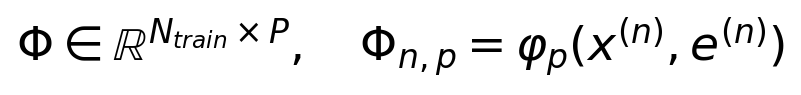 Φ ∈ ℝ^{N_{train} × P},    Φ_{n, p} = φ_p(x^{(n)}, e^{(n)})